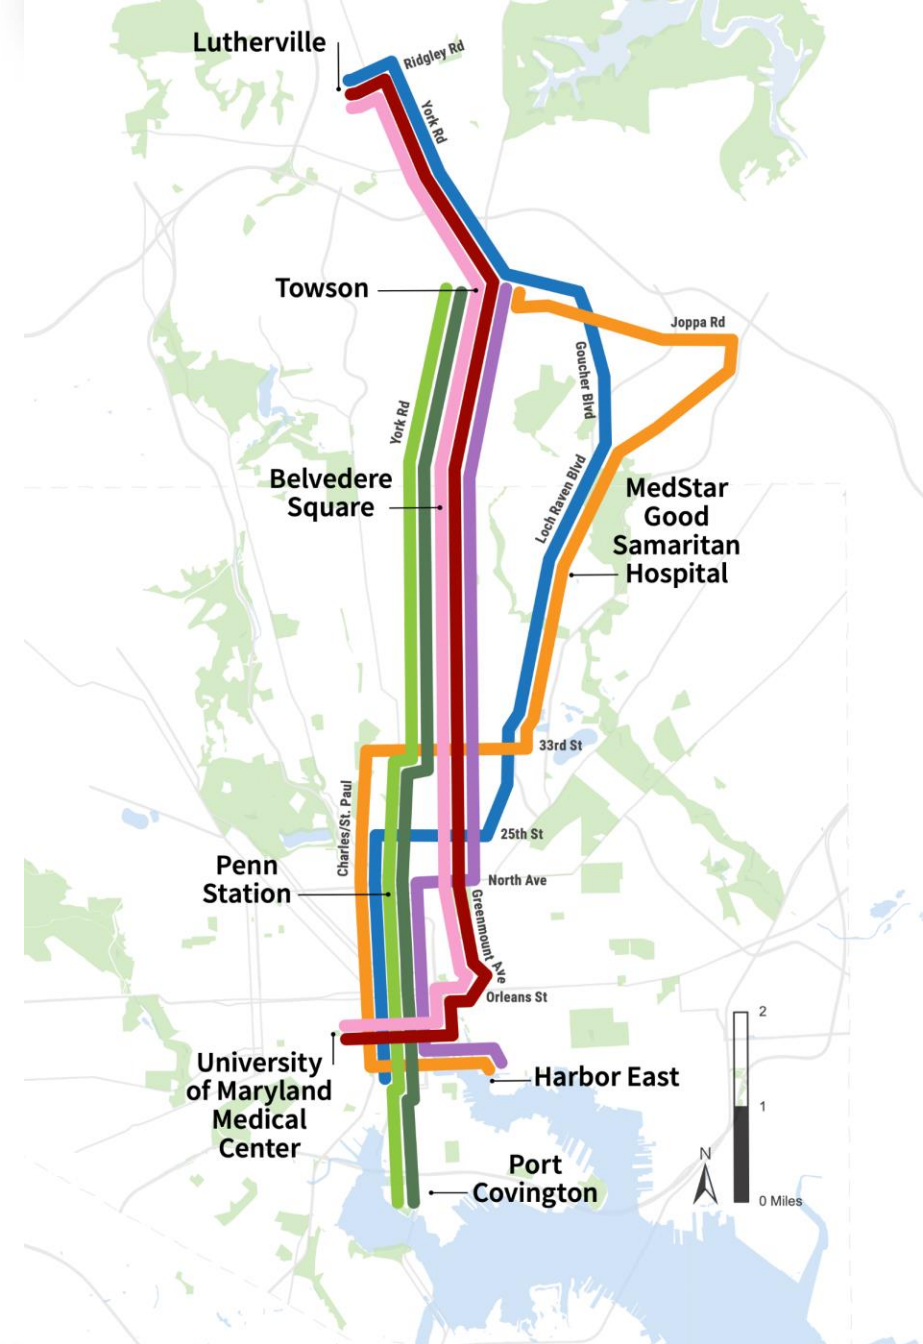 Lutherville
Ridgley Rd
York Rd
Towson
Joppa Rd
Goucher Blvd
York Rd
Belvedere
Square
Loch Raven Blvd
MedStar
Good
Samaritan
Hospital
33rd St
Charles/St. Paul
25th St
Penn
Station
North Ave
Greenmount Ave
Orleans St
2
University
of Maryland
Medical
Center
Harbor East
1
N
Port
Covington
0 Miles